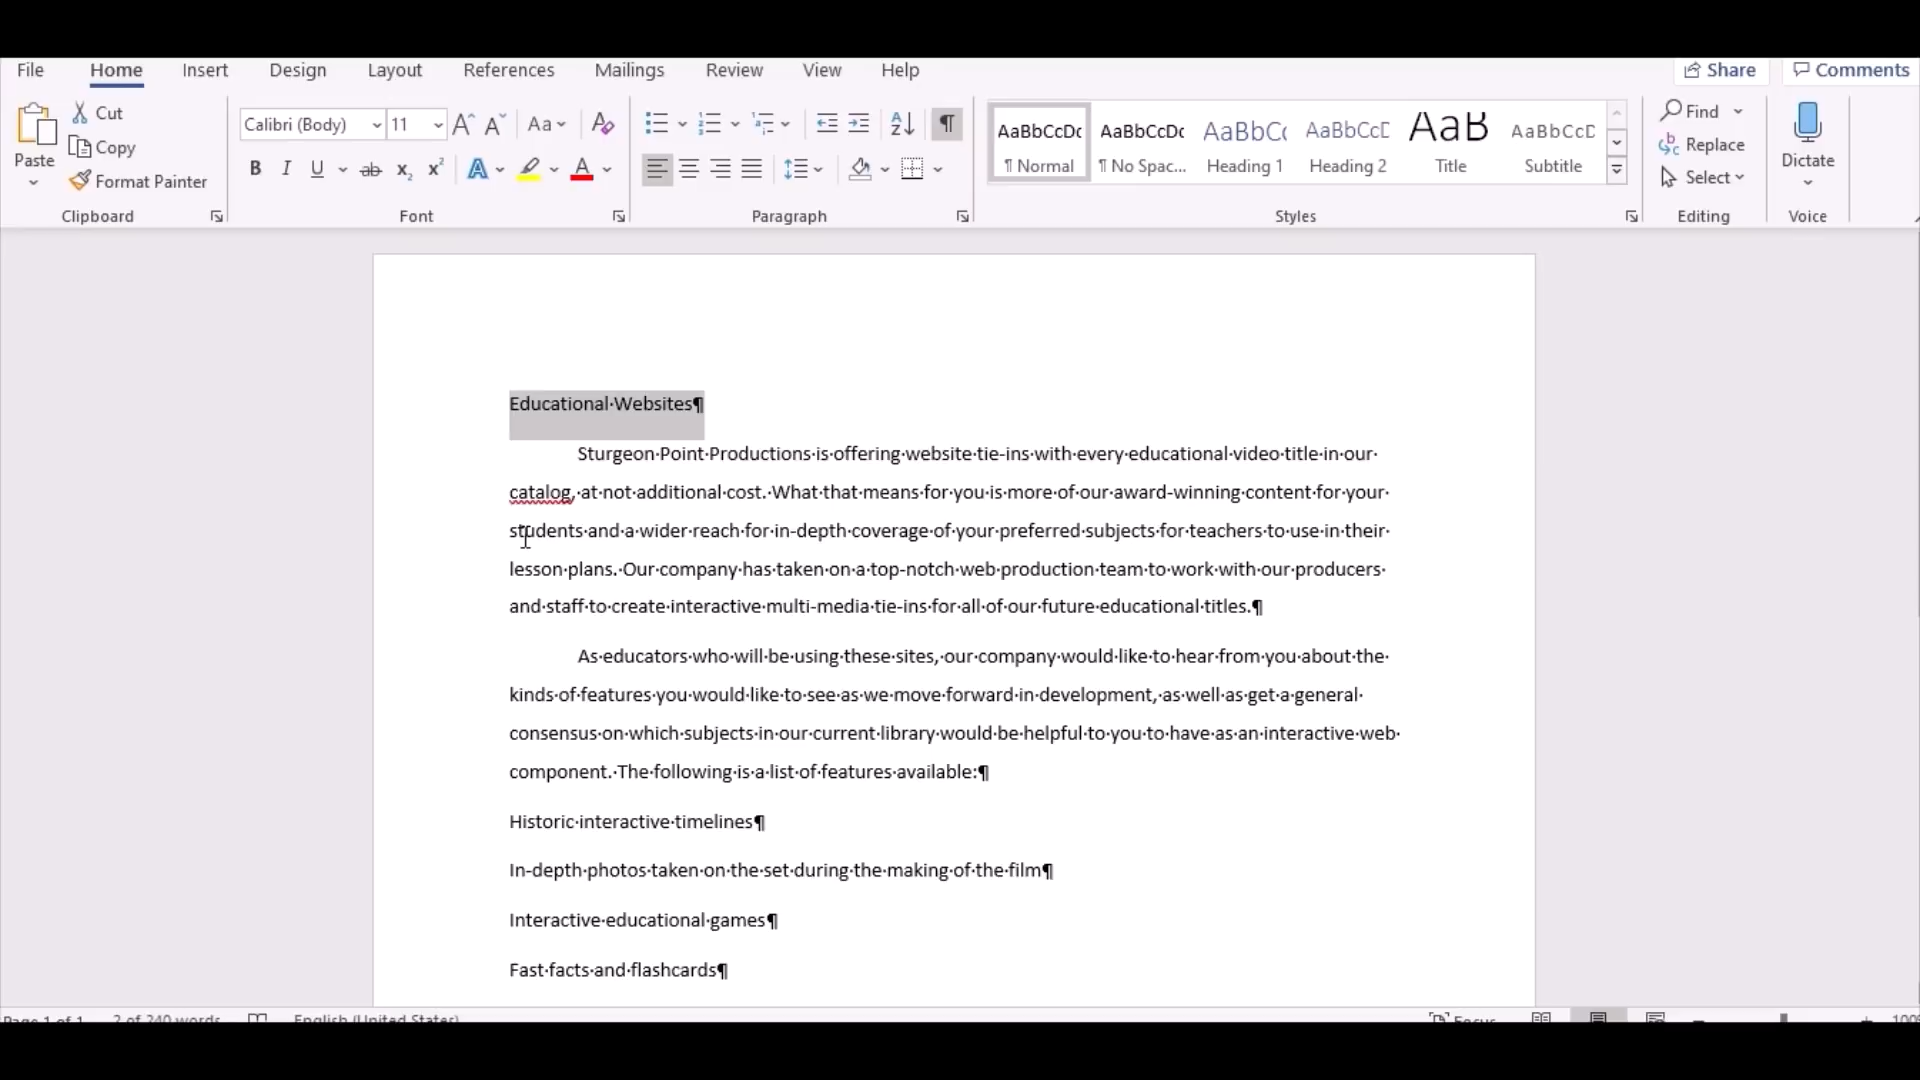 File Home Insert Design Layout References Mailings Review View Help Share Comments
Paste
Cut
Copy
Format Painter
Clipboard
Calibri (Body) 11
Font
Paragraph
AaBbCcDc AaBbCcDc AaBbCc AaBbCcD AaB AaBbCcD
¶ Normal ¶ No Spac... Heading 1 Heading 2 Title Subtitle
Styles
Find
Replace
Select
Editing
Dictate
Voice
Educational·Websites¶
Sturgeon·Point·Productions·is·offering·website·tie-ins·with·every·educational·video·title·in·our·
catalog,·at·not·additional·cost.·What·that·means·for·you·is·more·of·our·award-winning·content·for·your·
students·and·a·wider·reach·for·in-depth·coverage·of·your·preferred·subjects·for·teachers·to·use·in·their·
lesson·plans.·Our·company·has·taken·on·a·top-notch·web·production·team·to·work·with·our·producers·
and·staff·to·create·interactive·multi-media·tie-ins·for·all·of·our·future·educational·titles.¶
As·educators·who·will·be·using·these·sites,·our·company·would·like·to·hear·from·you·about·the·
kinds·of·features·you·would·like·to·see·as·we·move·forward·in·development,·as·well·as·get·a·general·
consensus·on·which·subjects·in·our·current·library·would·be·helpful·to·you·to·have·as·an·interactive·web·
component.·The·following·is·a·list·of·features·available:¶
Historic·interactive·timelines¶
In-depth·photos·taken·on·the·set·during·the·making·of·the·film¶
Interactive·educational·games¶
Fast·facts·and·flashcards¶
Page 1 of 1 2 of 240 words English (United States) Focus 100%